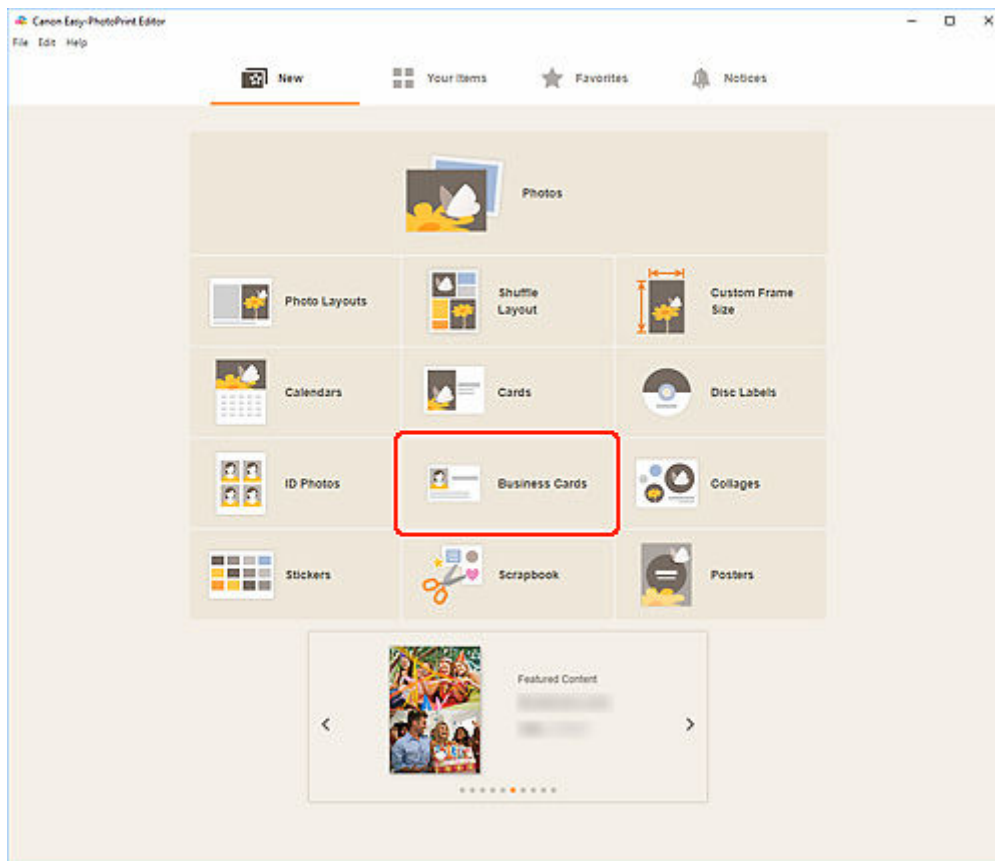 Canon Easy-PhotoPrint Editor
File Edit Help
New
Your Items
Favorites
Notices
Photos
Photo Layouts
Shuffle
Layout
Custom Frame
Size
Calendars
Cards
Disc Labels
ID Photos
Business Cards
Collages
Stickers
Scrapbook
Posters
Featured Content